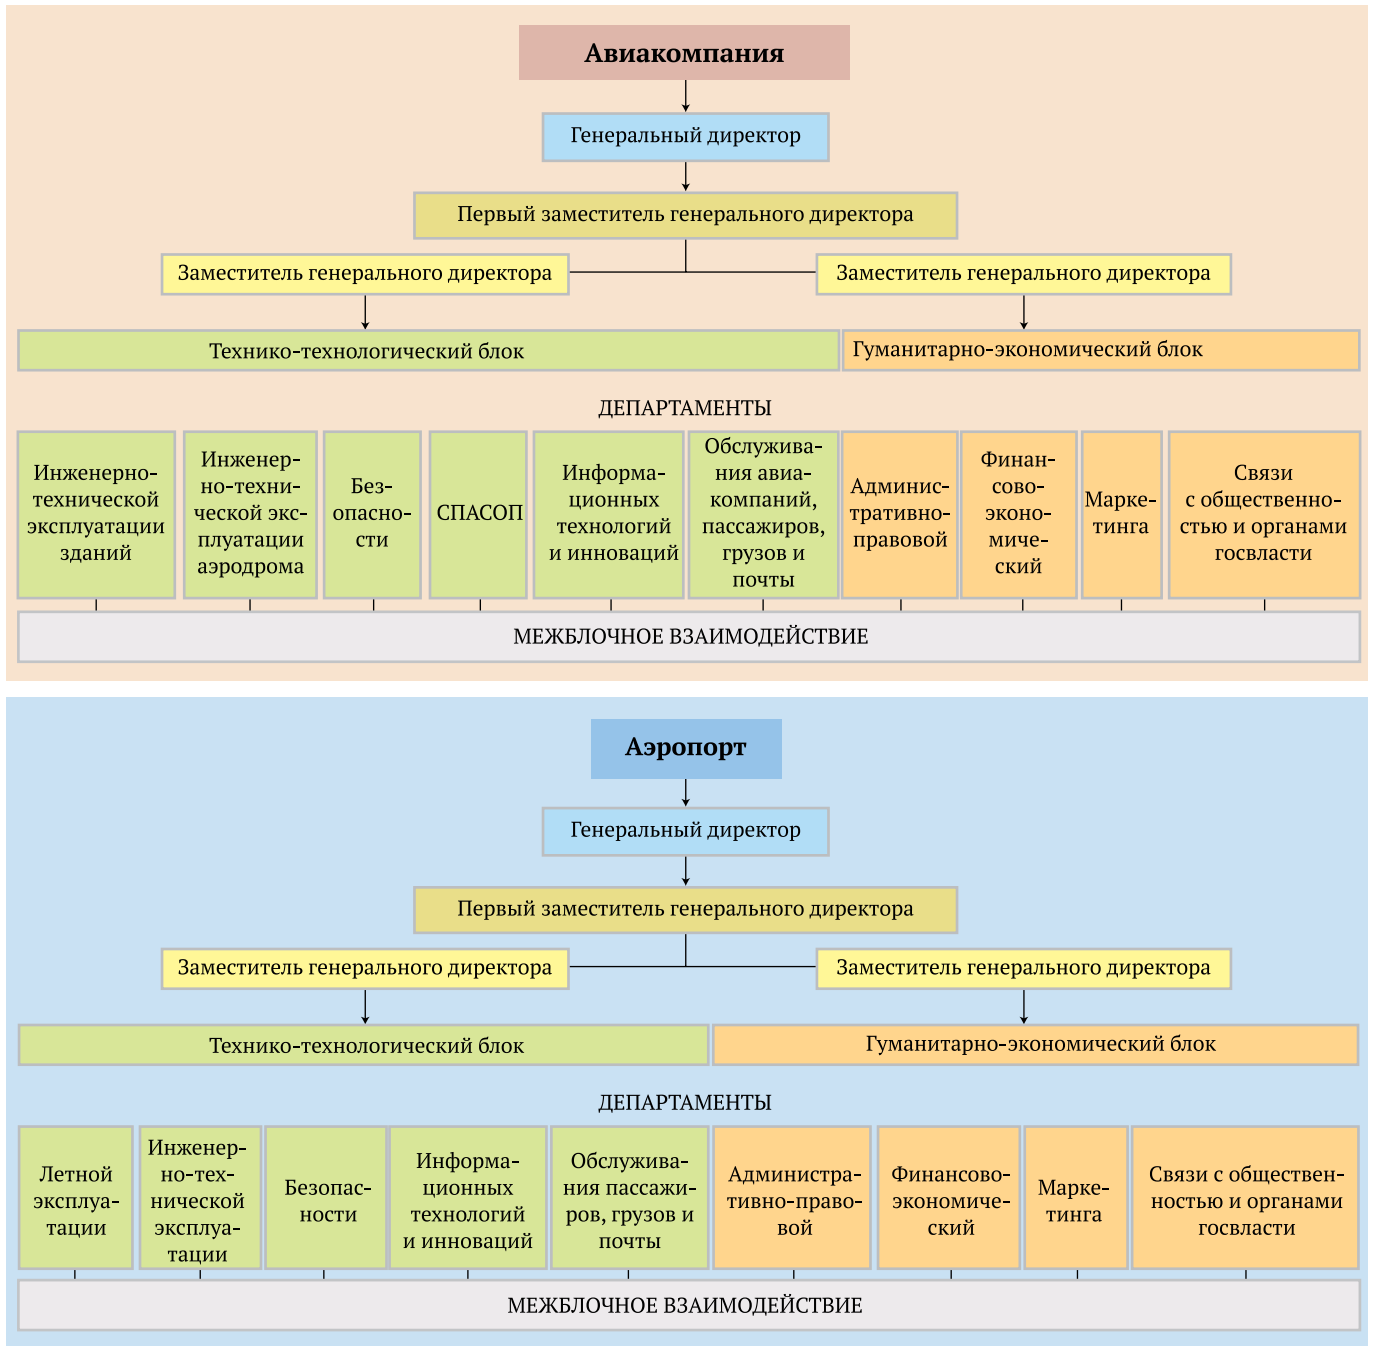 Авиакомпания
Генеральный директор
Первый заместитель генерального директора
Заместитель генерального директора
Заместитель генерального директора
Технико-технологический блок
Гуманитарно-экономический блок
ДЕПАРТАМЕНТЫ
Инженерно-
технической
эксплуатации
зданий
Инженер-
но-техни-
ческой экс-
плуатации
аэродрома
Без-
опасно-
сти
СПАСОП
Информа-
ционных
технологий
и инноваций
Обслужива-
ния авиа-
компаний,
пассажиров,
грузов и
почты
Админис-
тративно-
правовой
Финан-
сово-
эконо-
миче-
ский
Марке-
тинга
Связи
с общественно-
стью и органами
госвласти
МЕЖБЛОЧНОЕ ВЗАИМОДЕЙСТВИЕ
Аэропорт
Генеральный директор
Первый заместитель генерального директора
Заместитель генерального директора
Заместитель генерального директора
Технико-технологический блок
Гуманитарно-экономический блок
ДЕПАРТАМЕНТЫ
Летной
эксплуа-
тации
Инженер-
но-тех-
нической
эксплуа-
тации
Безопас-
ности
Информа-
ционных
технологий
и инноваций
Обслужива-
ния пассажи-
ров, грузов и
почты
Администра-
тивно-право-
вой
Финансово-
экономиче-
ский
Марке-
тинга
Связи с обществен-
ностью и органами
госвласти
МЕЖБЛОЧНОЕ ВЗАИМОДЕЙСТВИЕ